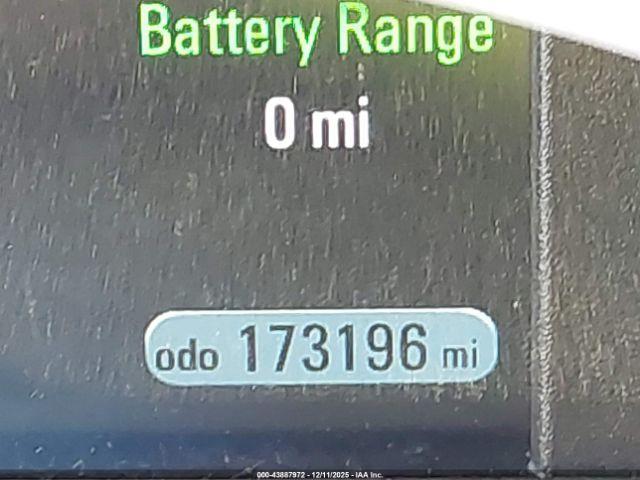 Battery Range
0 mi
odo 173196 mi
000-43887972 - 12/11/2025 - IAA Inc.